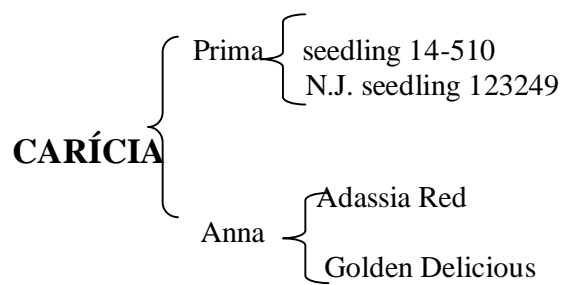 Prima
seedling 14-510
N.J. seedling 123249
CARÍCIA
Adassia Red
Anna
Golden Delicious